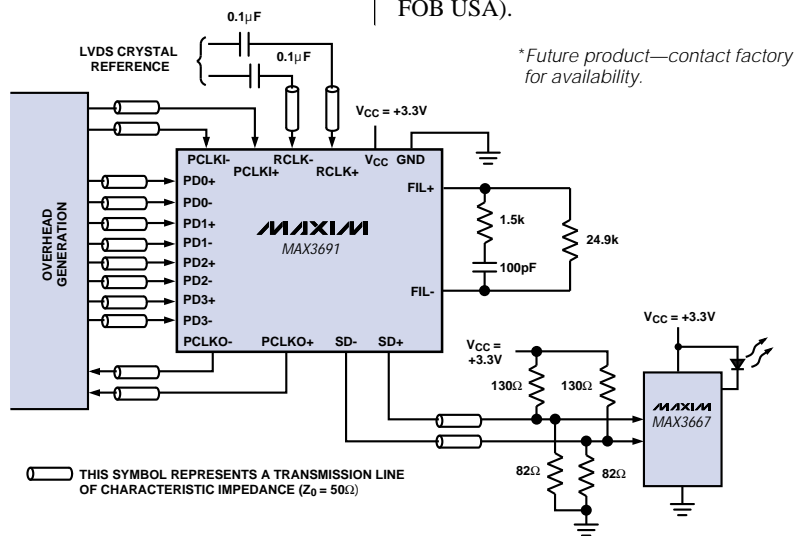 FOB USA).
*Future product—contact factory
for availability.
0.1µF
LVDS CRYSTAL
REFERENCE
0.1µF
VCC = +3.3V
PCLKI-
PCLKI+
RCLK-
RCLK+
VCC
GND
OVERHEAD
GENERATION
PD0+
PD0-
PD1+
PD1-
PD2+
PD2-
PD3+
PD3-
MAXIM
MAX3691
FIL+
1.5k
24.9k
100pF
FIL-
PCLKO-
PCLKO+
SD-
SD+
VCC =
+3.3V
VCC = +3.3V
130Ω
130Ω
MAXIM
MAX3667
82Ω
82Ω
THIS SYMBOL REPRESENTS A TRANSMISSION LINE
OF CHARACTERISTIC IMPEDANCE (Z0 = 50Ω)